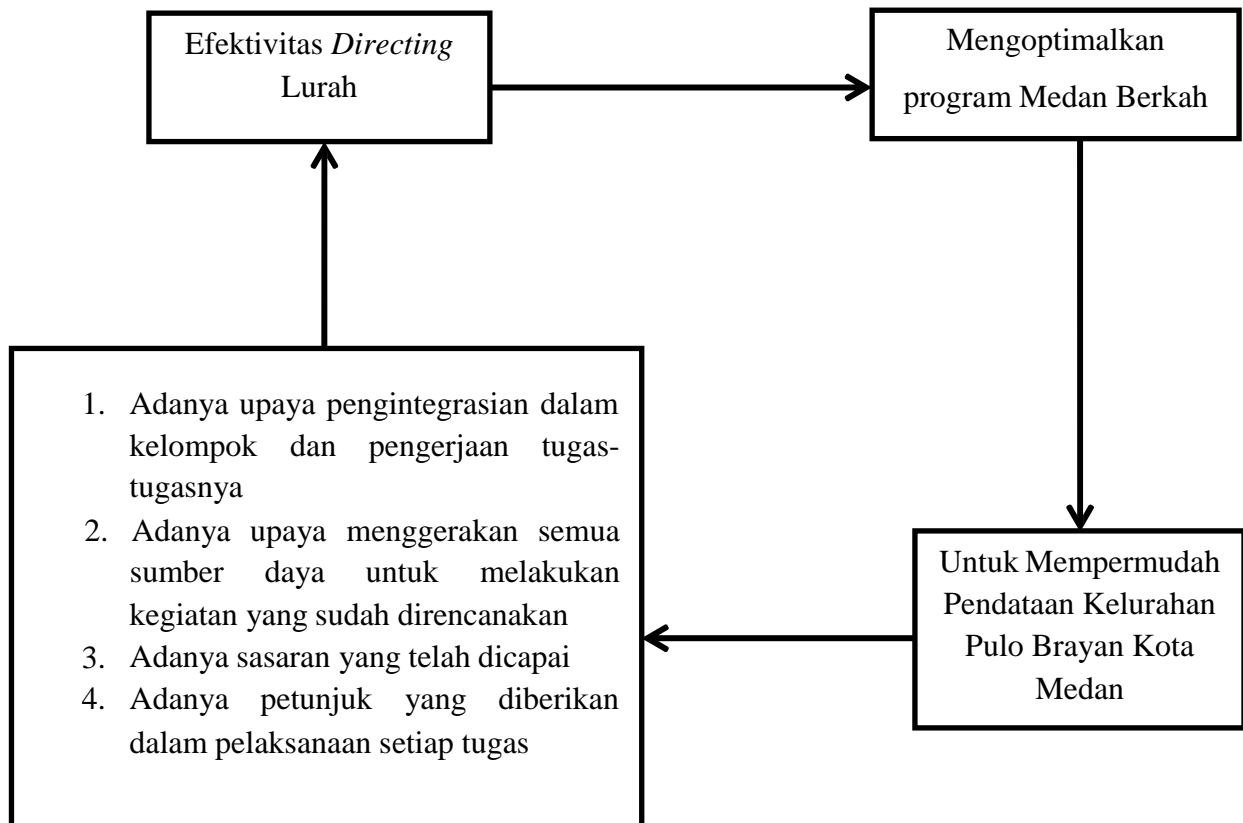 Efektivitas Directing
Lurah
Mengoptimalkan
program Medan Berkah
1. Adanya upaya pengintegrasian dalam
kelompok dan pengerjaan tugas-
tugasnya
2. Adanya upaya menggerakan semua
sumber daya untuk melakukan
kegiatan yang sudah direncanakan
3. Adanya sasaran yang telah dicapai
4. Adanya petunjuk yang diberikan
dalam pelaksanaan setiap tugas
Untuk Mempermudah
Pendataan Kelurahan
Pulo Brayan Kota
Medan